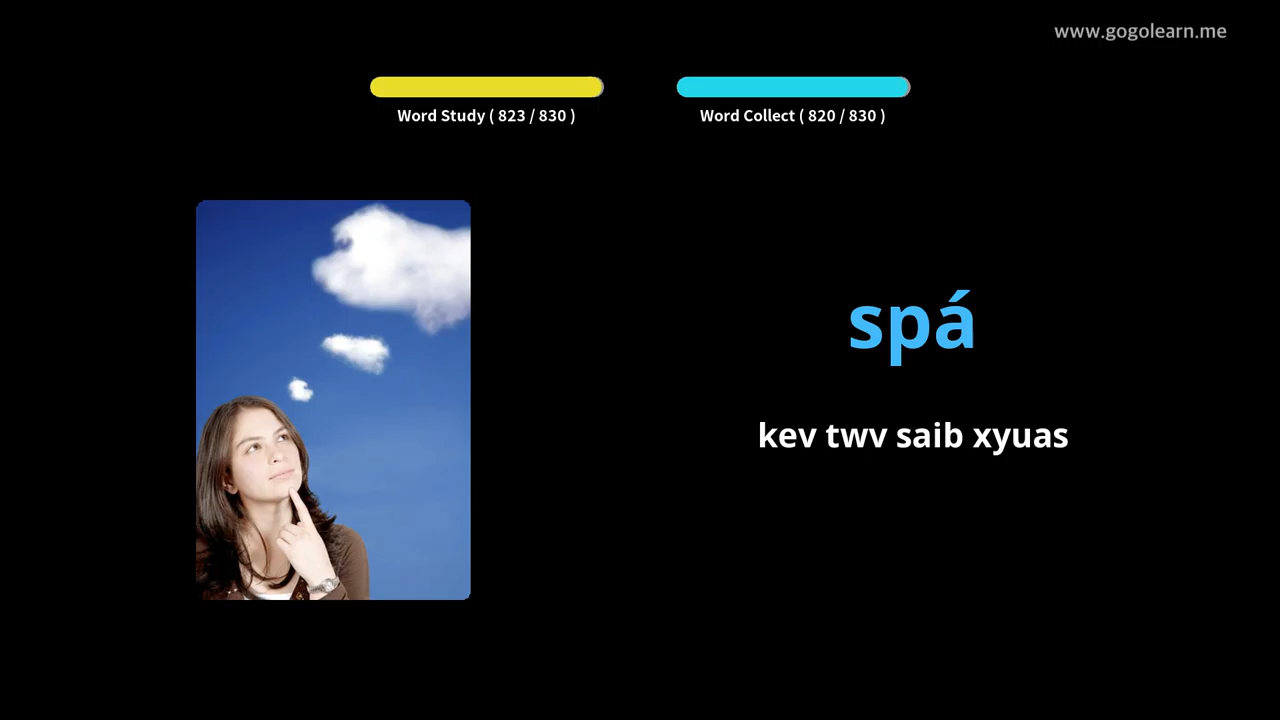 www.gogolearn.me
Word Study ( 823 / 830 )
Word Collect ( 820 / 830 )
spá
kev twv saib xyuas